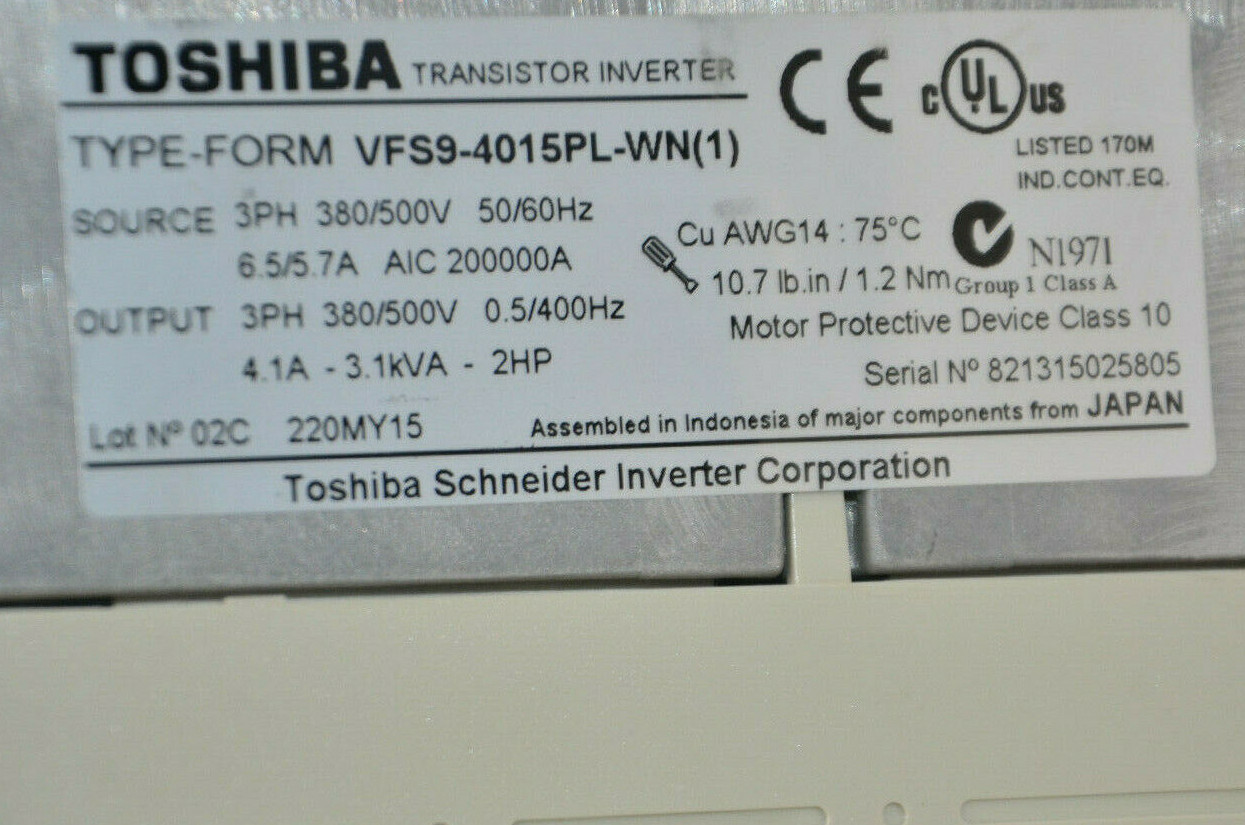 TOSHIBA TRANSISTOR INVERTER
CE
C UL US
TYPE-FORM VFS9-4015PL-WN(1)
LISTED 170M
IND.CONT.EQ.
SOURCE 3PH 380/500V 50/60Hz
6.5/5.7A AIC 200000A
Cu AWG14 : 75°C
10.7 lb.in / 1.2 Nm
N1971
Group 1 Class A
OUTPUT 3PH 380/500V 0.5/400Hz
4.1A - 3.1kVA - 2HP
Motor Protective Device Class 10
Serial Nº 821315025805
Lot Nº 02C 220MY15
Assembled in Indonesia of major components from JAPAN
Toshiba Schneider Inverter Corporation